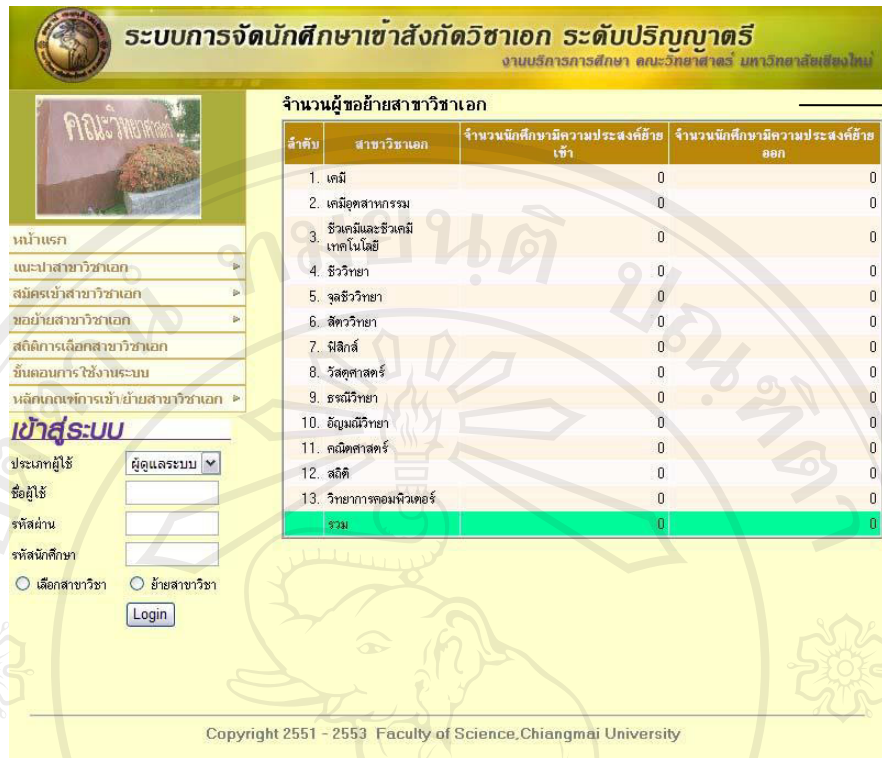 ระบบการจัดนักศึกษาเข้าสังกัดวิชาเอก ระดับปริญญาตรี
งานบริการการศึกษา คณะวิทยาศาสตร์ มหาวิทยาลัยเชียงใหม่
คณะวิทยาศาสตร์
หน้าแรก
แนะนำสาขาวิชาเอก
สมัครเข้าสาขาวิชาเอก
ขอย้ายสาขาวิชาเอก
สถิติการเลือกสาขาวิชาเอก
ขั้นตอนการใช้งานระบบ
หลักเกณฑ์การเข้า/ย้ายสาขาวิชาเอก
เข้าสู่ระบบ
ประเภทผู้ใช้ ผู้ดูแลระบบ
ชื่อผู้ใช้
รหัสผ่าน
รหัสนักศึกษา
เลือกสาขาวิชา ย้ายสาขาวิชา
Login
จำนวนผู้ขอย้ายสาขาวิชาเอก
ลำดับ สาขาวิชาเอก จำนวนนักศึกษามีความประสงค์ย้ายเข้า จำนวนนักศึกษามีความประสงค์ย้ายออก
1. เคมี 0 0
2. เคมีอุตสาหกรรม 0 0
3. ชีวเคมีและชีวเคมีเทคโนโลยี 0 0
4. ชีววิทยา 0 0
5. จุลชีววิทยา 0 0
6. สัตววิทยา 0 0
7. ฟิสิกส์ 0 0
8. วัสดุศาสตร์ 0 0
9. ธรณีวิทยา 0 0
10. อัญมณีวิทยา 0 0
11. คณิตศาสตร์ 0 0
12. สถิติ 0 0
13. วิทยาการคอมพิวเตอร์ 0 0
รวม 0 0
Copyright 2551 - 2553 Faculty of Science,Chiangmai University